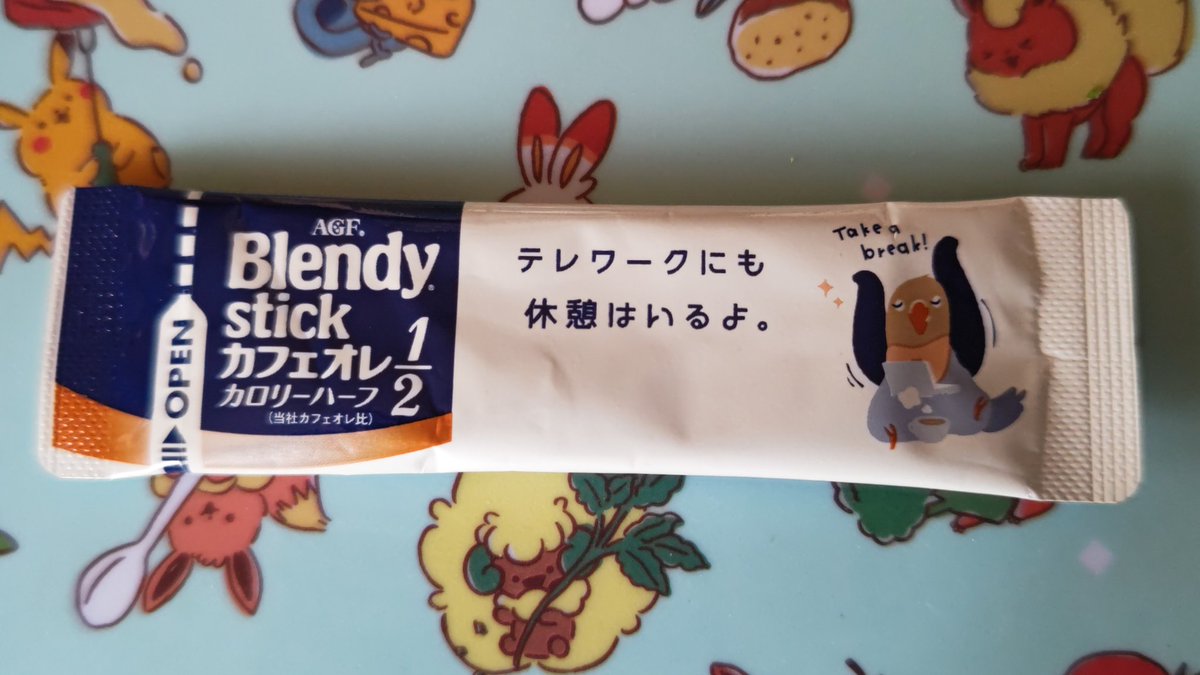 OPEN
AGF®
Blendy®
stick
カフェオレ
カロリーハーフ
1/2
(当社カフェオレ比)
テレワークにも
休憩はいるよ。
Take a
break!